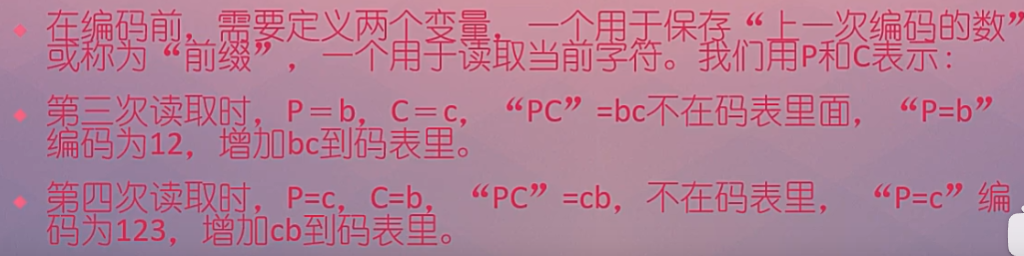 在编码前，需要定义两个变量，一个用于保存“上一次编码的数”
或称为“前缀”，一个用于读取当前字符。我们用P和C表示：
第三次读取时，P＝b，C＝c，“PC”=bc不在码表里面，“P=b”
编码为12，增加bc到码表里。
第四次读取时，P=c，C=b，“PC”=cb，不在码表里，“P=c”编
码为123，增加cb到码表里。